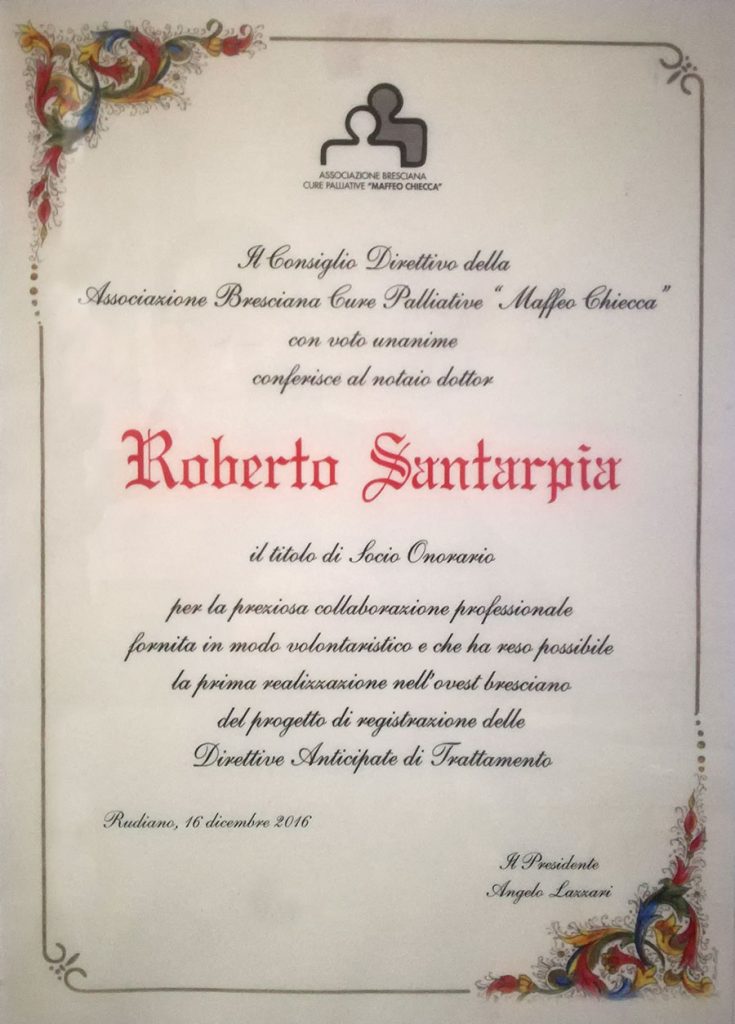 ASSOCIAZIONE BRESCIANA
CURE PALLIATIVE "MAFFEO CHIECCA"
Il Consiglio Direttivo della
Associazione Bresciana Cure Palliative “Maffeo Chiecca”
con voto unanime
conferisce al notaio dottor
Roberto Santarpia
il titolo di Socio Onorario
per la preziosa collaborazione professionale
fornita in modo volontaristico e che ha reso possibile
la prima realizzazione nell'ovest bresciano
del progetto di registrazione delle
Direttive Anticipate di Trattamento
Rudiano, 16 dicembre 2016
Il Presidente
Angelo Lazzari